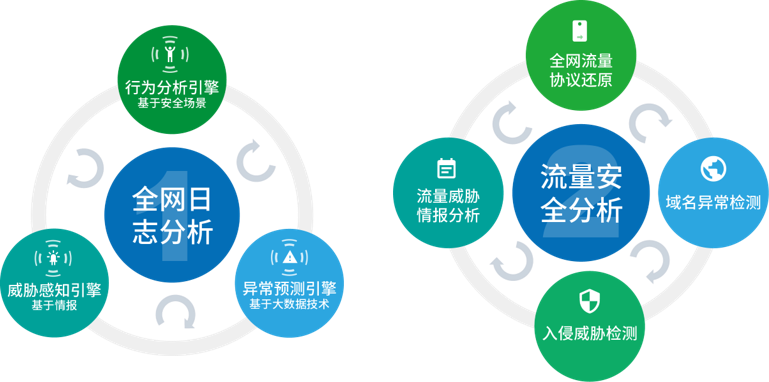 行为分析引擎
基于安全场景
1
全网日
志分析
威胁感知引擎
基于情报
异常预测引擎
基于大数据技术
全网流量
协议还原
流量威胁
情报分析
2
流量安
全分析
域名异常检测
入侵威胁检测